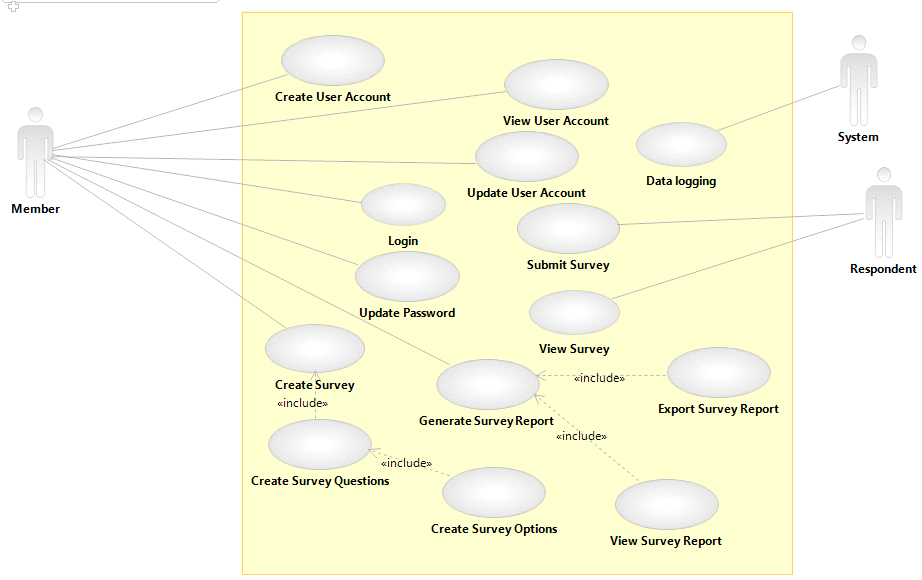 Create User Account
View User Account
System
Data logging
Update User Account
Member
Login
Submit Survey
Respondent
Update Password
View Survey
«include»
Create Survey
«include»
Export Survey Report
Generate Survey Report
«include»
«include»
Create Survey Questions
Create Survey Options
View Survey Report